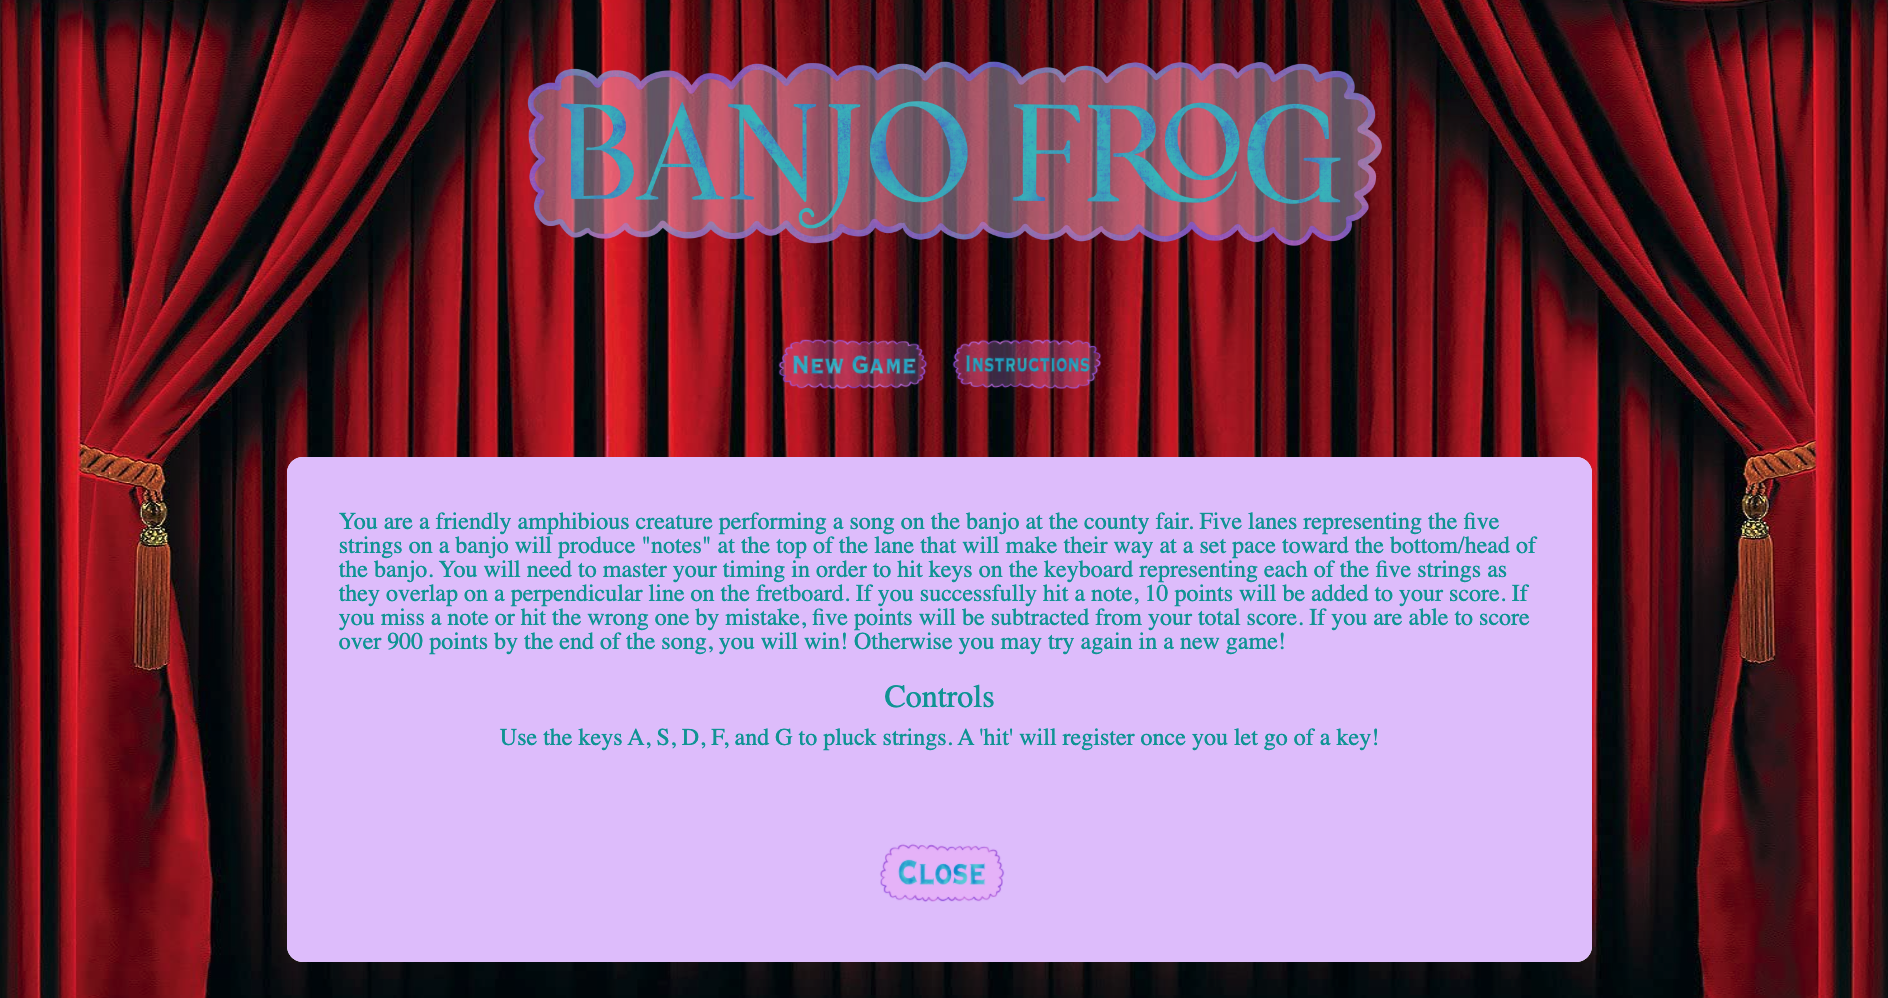 BANJO FROG
NEW GAME
INSTRUCTIONS
You are a friendly amphibious creature performing a song on the banjo at the county fair. Five lanes representing the five
strings on a banjo will produce "notes" at the top of the lane that will make their way at a set pace toward the bottom/head of
the banjo. You will need to master your timing in order to hit keys on the keyboard representing each of the five strings as
they overlap on a perpendicular line on the fretboard. If you successfully hit a note, 10 points will be added to your score. If
you miss a note or hit the wrong one by mistake, five points will be subtracted from your total score. If you are able to score
over 900 points by the end of the song, you will win! Otherwise you may try again in a new game!
Controls
Use the keys A, S, D, F, and G to pluck strings. A 'hit' will register once you let go of a key!
CLOSE